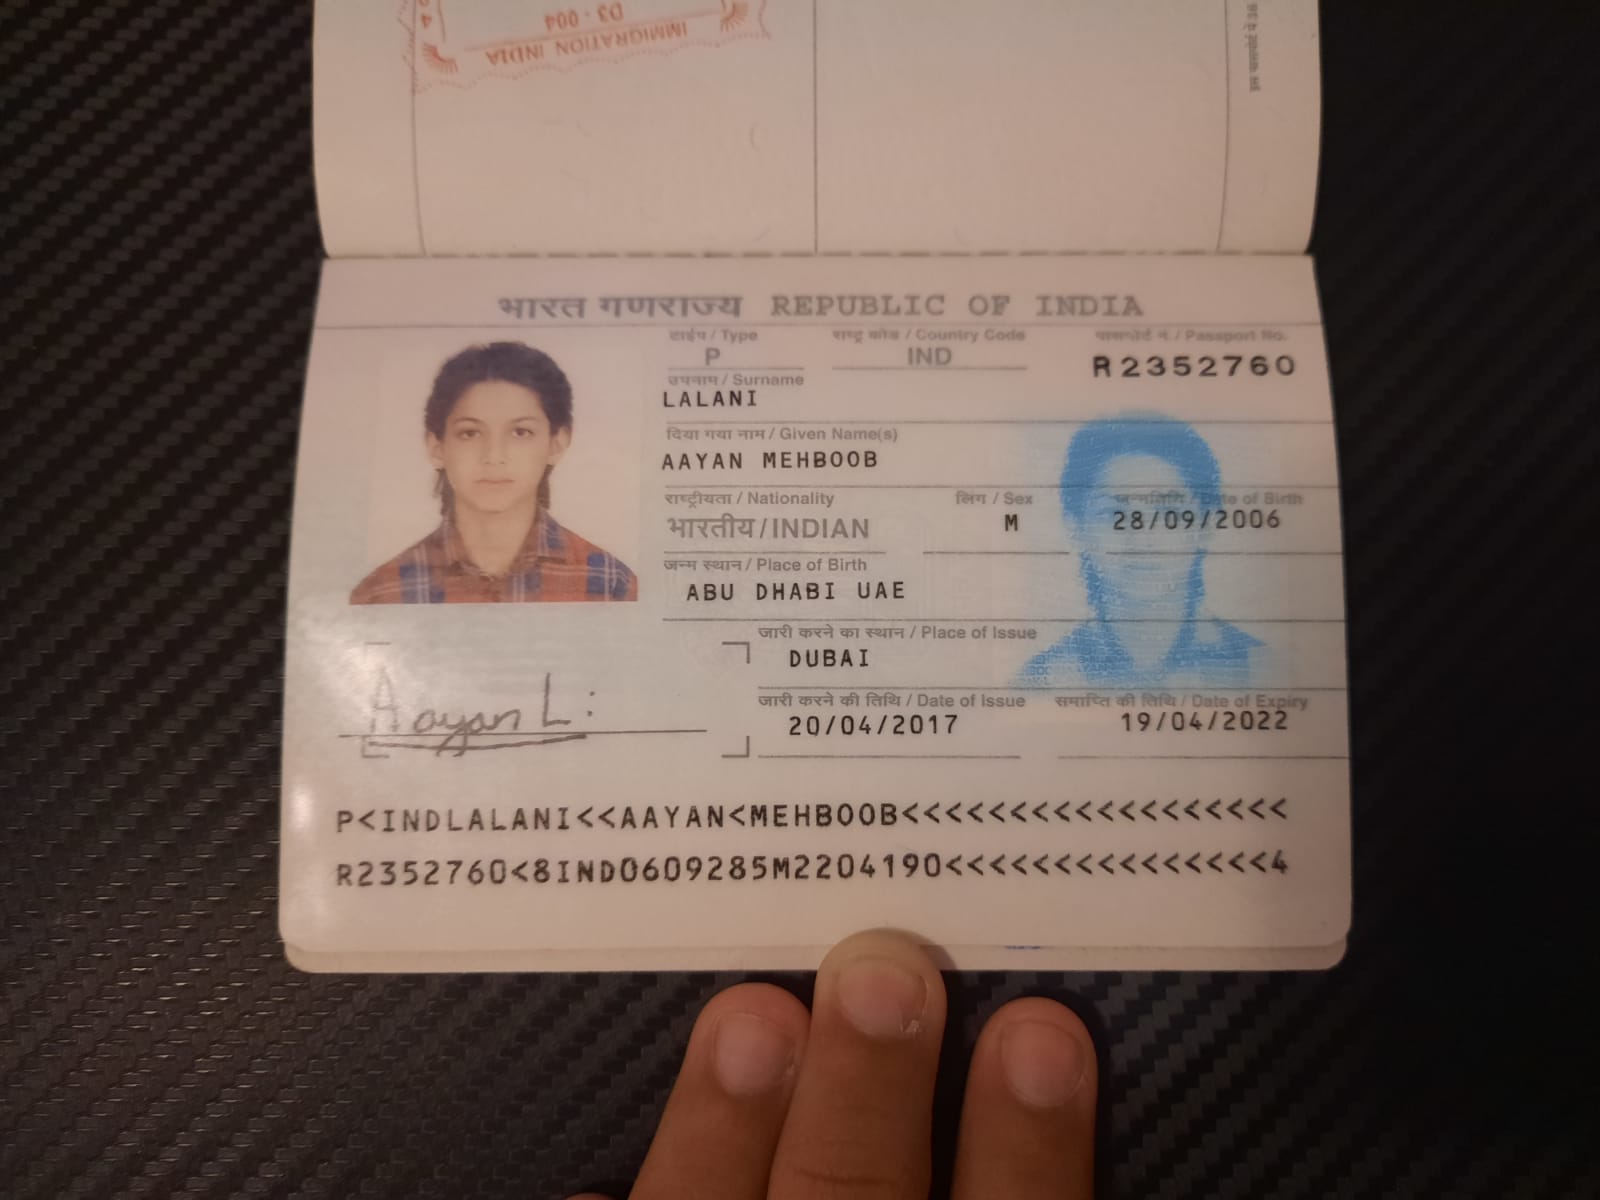 D3 - 004
IMMIGRATION INDIA
भारत गणराज्य REPUBLIC OF INDIA
टाईप / Type
राष्ट्र कोड / Country Code
पासपोर्ट नं. / Passport No.
P
IND
R2352760
उपनाम / Surname
LALANI
दिया गया नाम / Given Name(s)
AAYAN MEHBOOB
राष्ट्रीयता / Nationality
लिंग / Sex
जन्मतिथि / Date of Birth
भारतीय / INDIAN
M
28/09/2006
जन्म स्थान / Place of Birth
ABU DHABI UAE
जारी करने का स्थान / Place of Issue
DUBAI
जारी करने की तिथि / Date of Issue
समाप्ति की तिथि / Date of Expiry
20/04/2017
19/04/2022
Aayan L:
P<INDLALANI<<AAYAN<MEHBOOB<<<<<<<<<<<<<<<<<<
R2352760<8IND0609285M2204190<<<<<<<<<<<<<<<4